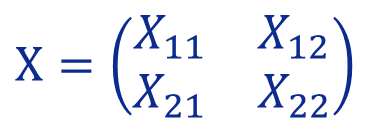 X = (X₁₁ X₁₂
X₂₁ X₂₂)